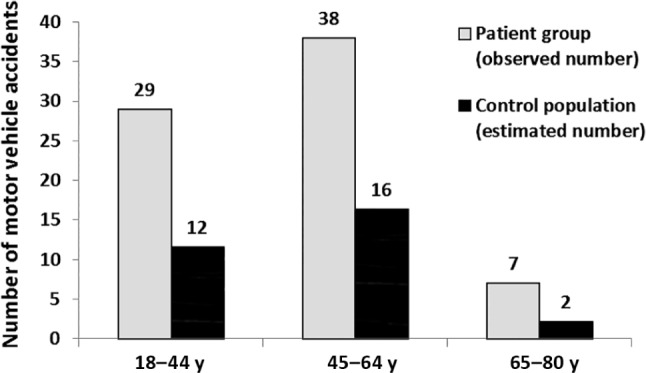 Number of motor vehicle accidents
40
35
30
25
20
15
10
5
0
29
12
38
16
7
2
18–44 y
45–64 y
65–80 y
Patient group
(observed number)
Control population
(estimated number)